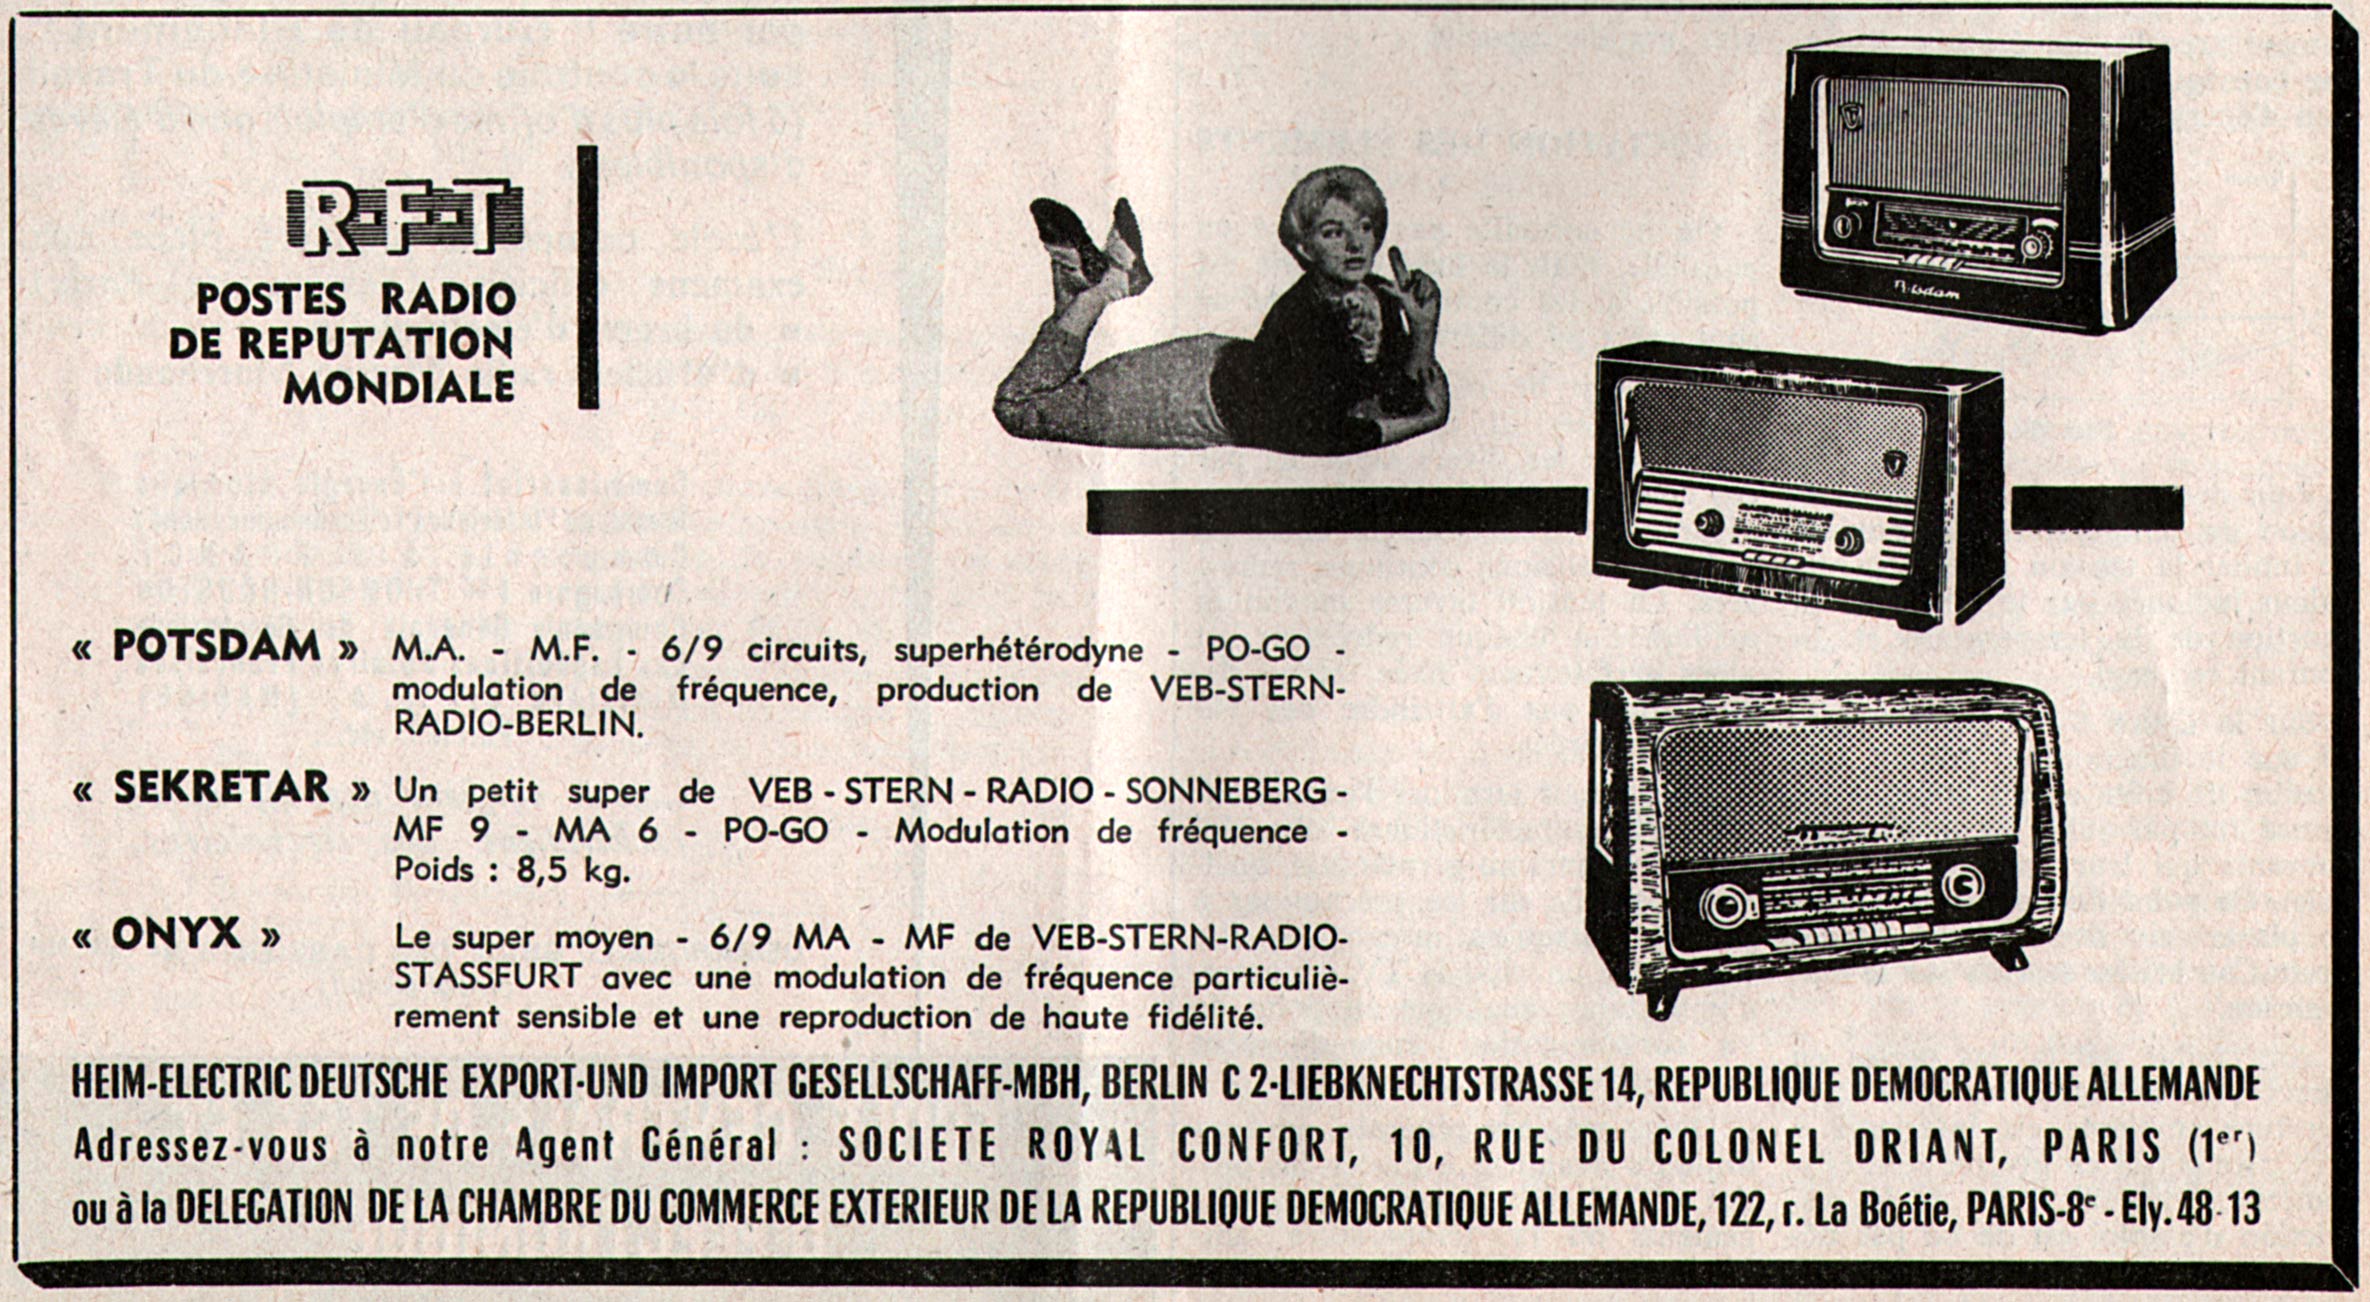 R-F-T
POSTES RADIO
DE REPUTATION
MONDIALE
Potsdam
« POTSDAM » M.A. - M.F. - 6/9 circuits, superhétérodyne - PO-GO -
modulation de fréquence, production de VEB-STERN-
RADIO-BERLIN.
« SEKRETAR » Un petit super de VEB - STERN - RADIO - SONNEBERG -
MF 9 - MA 6 - PO-GO - Modulation de fréquence -
Poids : 8,5 kg.
« ONYX » Le super moyen - 6/9 MA - MF de VEB-STERN-RADIO-
STASSFURT avec une modulation de fréquence particuliè-
rement sensible et une reproduction de haute fidélité.
HEIM-ELECTRIC DEUTSCHE EXPORT-UND IMPORT GESELLSCHAFF-MBH, BERLIN C 2-LIEBKNECHTSTRASSE 14, REPUBLIQUE DEMOCRATIQUE ALLEMANDE
Adressez-vous à notre Agent Général : SOCIETE ROYAL CONFORT, 10, RUE DU COLONEL DRIANT, PARIS (1er)
ou à la DELEGATION DE LA CHAMBRE DU COMMERCE EXTERIEUR DE LA REPUBLIQUE DEMOCRATIQUE ALLEMANDE, 122, r. La Boétie, PARIS-8e - Ely. 48-13